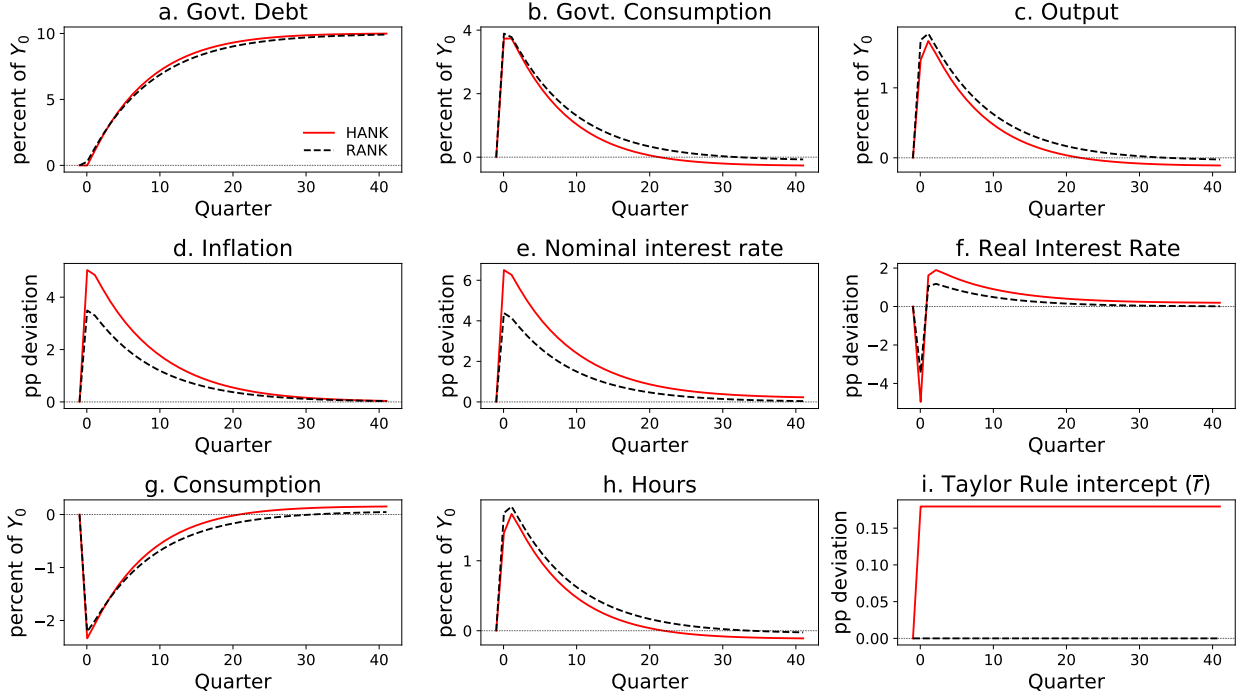 a. Govt. Debt
percent of Y0
10
5
0
0 10 20 30 40
Quarter
HANK
RANK
b. Govt. Consumption
percent of Y0
4
2
0
0 10 20 30 40
Quarter
c. Output
percent of Y0
1
0
0 10 20 30 40
Quarter
d. Inflation
pp deviation
4
2
0
0 10 20 30 40
Quarter
e. Nominal interest rate
pp deviation
6
4
2
0
0 10 20 30 40
Quarter
f. Real Interest Rate
pp deviation
2
0
−2
−4
0 10 20 30 40
Quarter
g. Consumption
percent of Y0
0
−1
−2
0 10 20 30 40
Quarter
h. Hours
percent of Y0
1
0
0 10 20 30 40
Quarter
i. Taylor Rule intercept (r̅)
pp deviation
0.15
0.10
0.05
0.00
0 10 20 30 40
Quarter